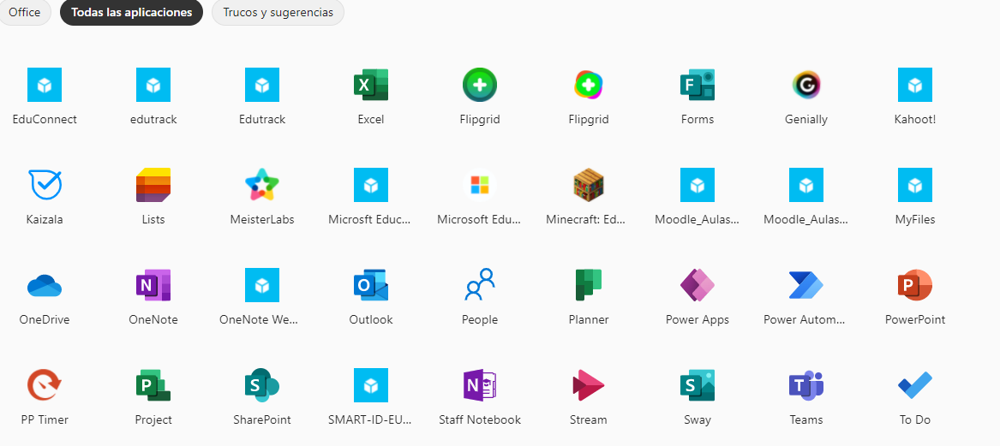 Office Todas las aplicaciones Trucos y sugerencias
EduConnect edutrack Edutrack Excel Flipgrid Flipgrid Forms Genially Kahoot!
Kaizala Lists MeisterLabs Microsft Educ... Microsoft Edu... Minecraft: Ed... Moodle_Aulas... Moodle_Aulas... MyFiles
OneDrive OneNote OneNote We... Outlook People Planner Power Apps Power Autom... PowerPoint
PP Timer Project SharePoint SMART-ID-EU... Staff Notebook Stream Sway Teams To Do